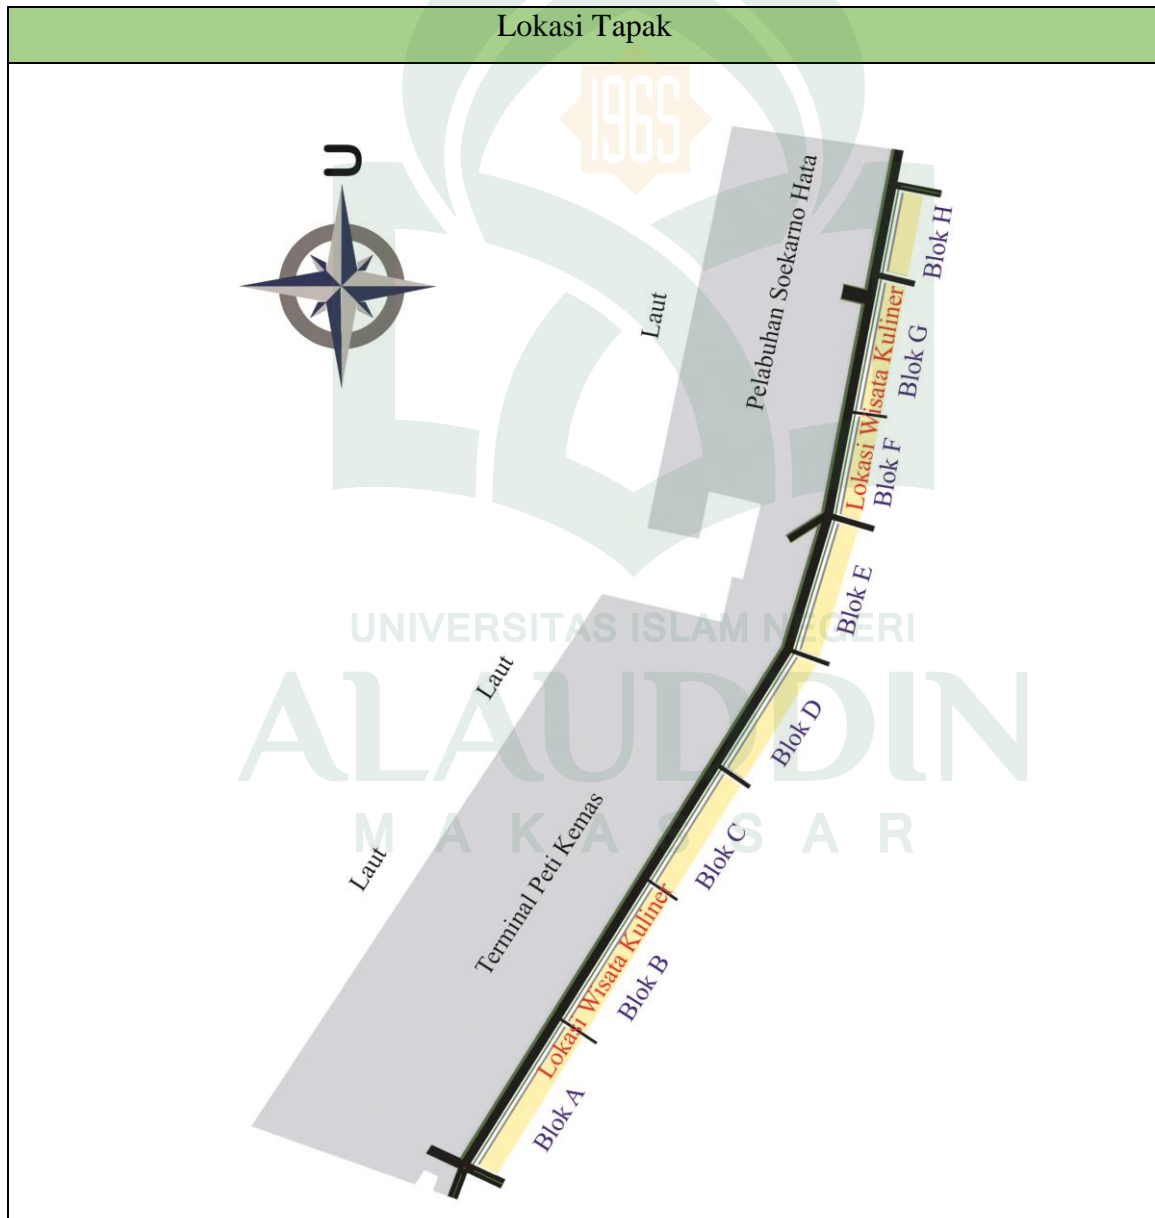 Lokasi Tapak
1965
U
Pelabuhan Soekarno Hata
Laut
Blok H
Lokasi Wisata Kuliner
Blok G
Blok F
Blok E
UNIVERSITAS ISLAM NEGERI
Laut
ALAUDDIN
Blok D
MAKASSAR
Terminal Peti Kemas
Laut
Blok C
Lokasi Wisata Kuliner
Blok B
Blok A